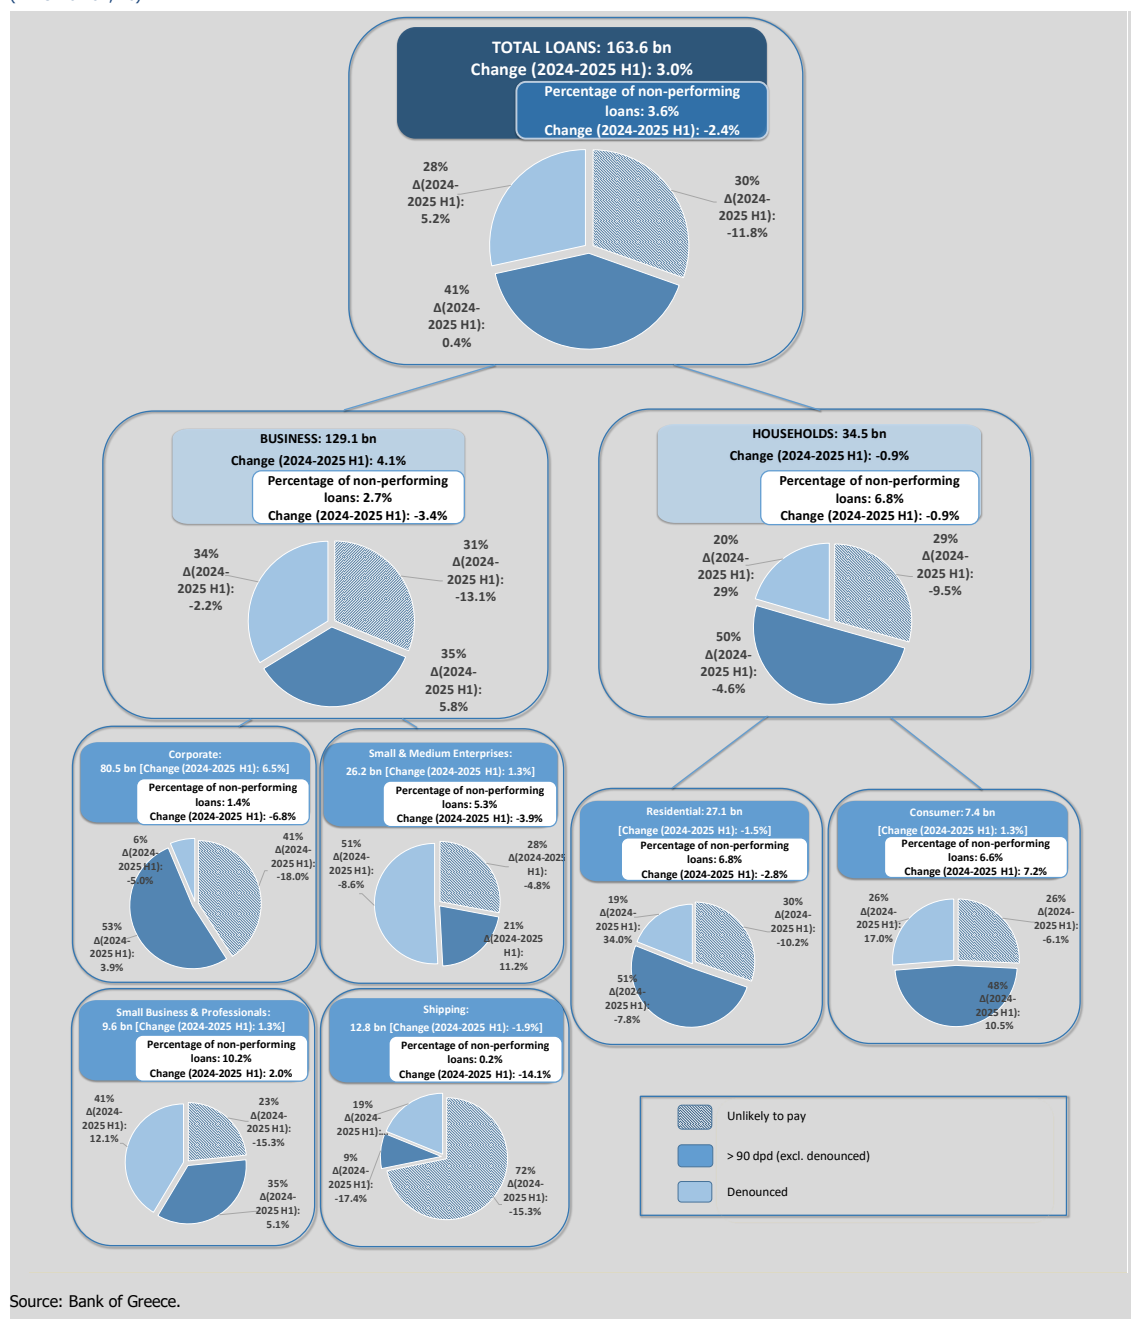 TOTAL LOANS: 163.6 bn
Change (2024-2025 H1): 3.0%
Percentage of non-performing
loans: 3.6%
Change (2024-2025 H1): -2.4%
28%
Δ(2024-
2025 H1):
5.2%
30%
Δ(2024-
2025 H1):
-11.8%
41%
Δ(2024-
2025 H1):
0.4%
BUSINESS: 129.1 bn
Change (2024-2025 H1): 4.1%
Percentage of non-performing
loans: 2.7%
Change (2024-2025 H1): -3.4%
34%
Δ(2024-
2025 H1):
-2.2%
31%
Δ(2024-
2025 H1):
-13.1%
35%
Δ(2024-
2025 H1):
5.8%
HOUSEHOLDS: 34.5 bn
Change (2024-2025 H1): -0.9%
Percentage of non-performing
loans: 6.8%
Change (2024-2025 H1): -0.9%
20%
Δ(2024-
2025 H1):
29%
29%
Δ(2024-
2025 H1):
-9.5%
50%
Δ(2024-
2025 H1):
-4.6%
Corporate:
80.5 bn [Change (2024-2025 H1): 6.5%]
Percentage of non-performing
loans: 1.4%
Change (2024-2025 H1): -6.8%
6%
Δ(2024-
2025 H1):
-5.0%
41%
Δ(2024-
2025 H1):
-18.0%
53%
Δ(2024-
2025 H1):
3.9%
Small & Medium Enterprises:
26.2 bn [Change (2024-2025 H1): 1.3%]
Percentage of non-performing
loans: 5.3%
Change (2024-2025 H1): -3.9%
51%
Δ(2024-
2025 H1):
-8.6%
28%
Δ(2024-2025
H1):
-4.8%
21%
Δ(2024-2025
H1):
11.2%
Residential: 27.1 bn
[Change (2024-2025 H1): -1.5%]
Percentage of non-performing
loans: 6.8%
Change (2024-2025 H1): -2.8%
19%
Δ(2024-
2025 H1):
34.0%
30%
Δ(2024-
2025 H1):
-10.2%
51%
Δ(2024-
2025 H1):
-7.8%
Consumer: 7.4 bn
[Change (2024-2025 H1): 1.3%]
Percentage of non-performing
loans: 6.6%
Change (2024-2025 H1): 7.2%
26%
Δ(2024-
2025 H1):
17.0%
26%
Δ(2024-
2025 H1):
-6.1%
48%
Δ(2024-
2025 H1):
10.5%
Small Business & Professionals:
9.6 bn [Change (2024-2025 H1): 1.3%]
Percentage of non-performing
loans: 10.2%
Change (2024-2025 H1): 2.0%
41%
Δ(2024-
2025 H1):
12.1%
23%
Δ(2024-
2025 H1):
-15.3%
35%
Δ(2024-
2025 H1):
5.1%
Shipping:
12.8 bn [Change (2024-2025 H1): -1.9%]
Percentage of non-performing
loans: 0.2%
Change (2024-2025 H1): -14.1%
19%
Δ(2024-
2025 H1):...
9%
Δ(2024-
2025 H1):
-17.4%
72%
Δ(2024-
2025 H1):
-15.3%
Unlikely to pay
> 90 dpd (excl. denounced)
Denounced
Source: Bank of Greece.